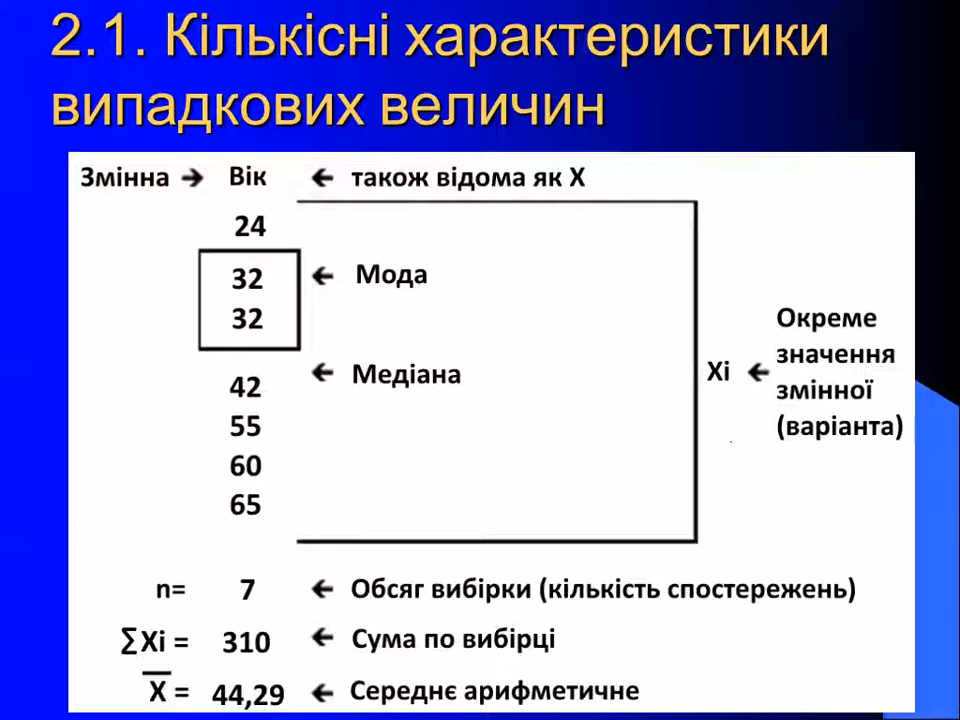 2.1. Кількісні характеристики
випадкових величин
Змінна → Вік ← також відома як X
24
32 ← Мода
32
← Медіана
42
55
60
65
Xi ← Окреме
значення
змінної
(варіанта)
n= 7 ← Обсяг вибірки (кількість спостережень)
∑Xi = 310 ← Сума по вибірці
X̅ = 44,29 ← Середнє арифметичне